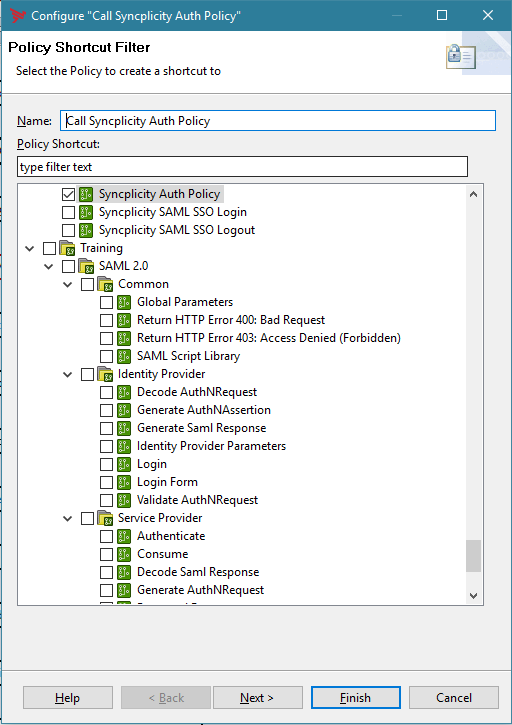 Configure "Call Syncplicity Auth Policy"
Policy Shortcut Filter
Select the Policy to create a shortcut to
Name: Call Syncplicity Auth Policy
Policy Shortcut:
type filter text
Syncplicity Auth Policy
Syncplicity SAML SSO Login
Syncplicity SAML SSO Logout
Training
SAML 2.0
Common
Global Parameters
Return HTTP Error 400: Bad Request
Return HTTP Error 403: Access Denied (Forbidden)
SAML Script Library
Identity Provider
Decode AuthNRequest
Generate AuthNAssertion
Generate Saml Response
Identity Provider Parameters
Login
Login Form
Validate AuthNRequest
Service Provider
Authenticate
Consume
Decode Saml Response
Generate AuthNRequest
Help < Back Next > Finish Cancel